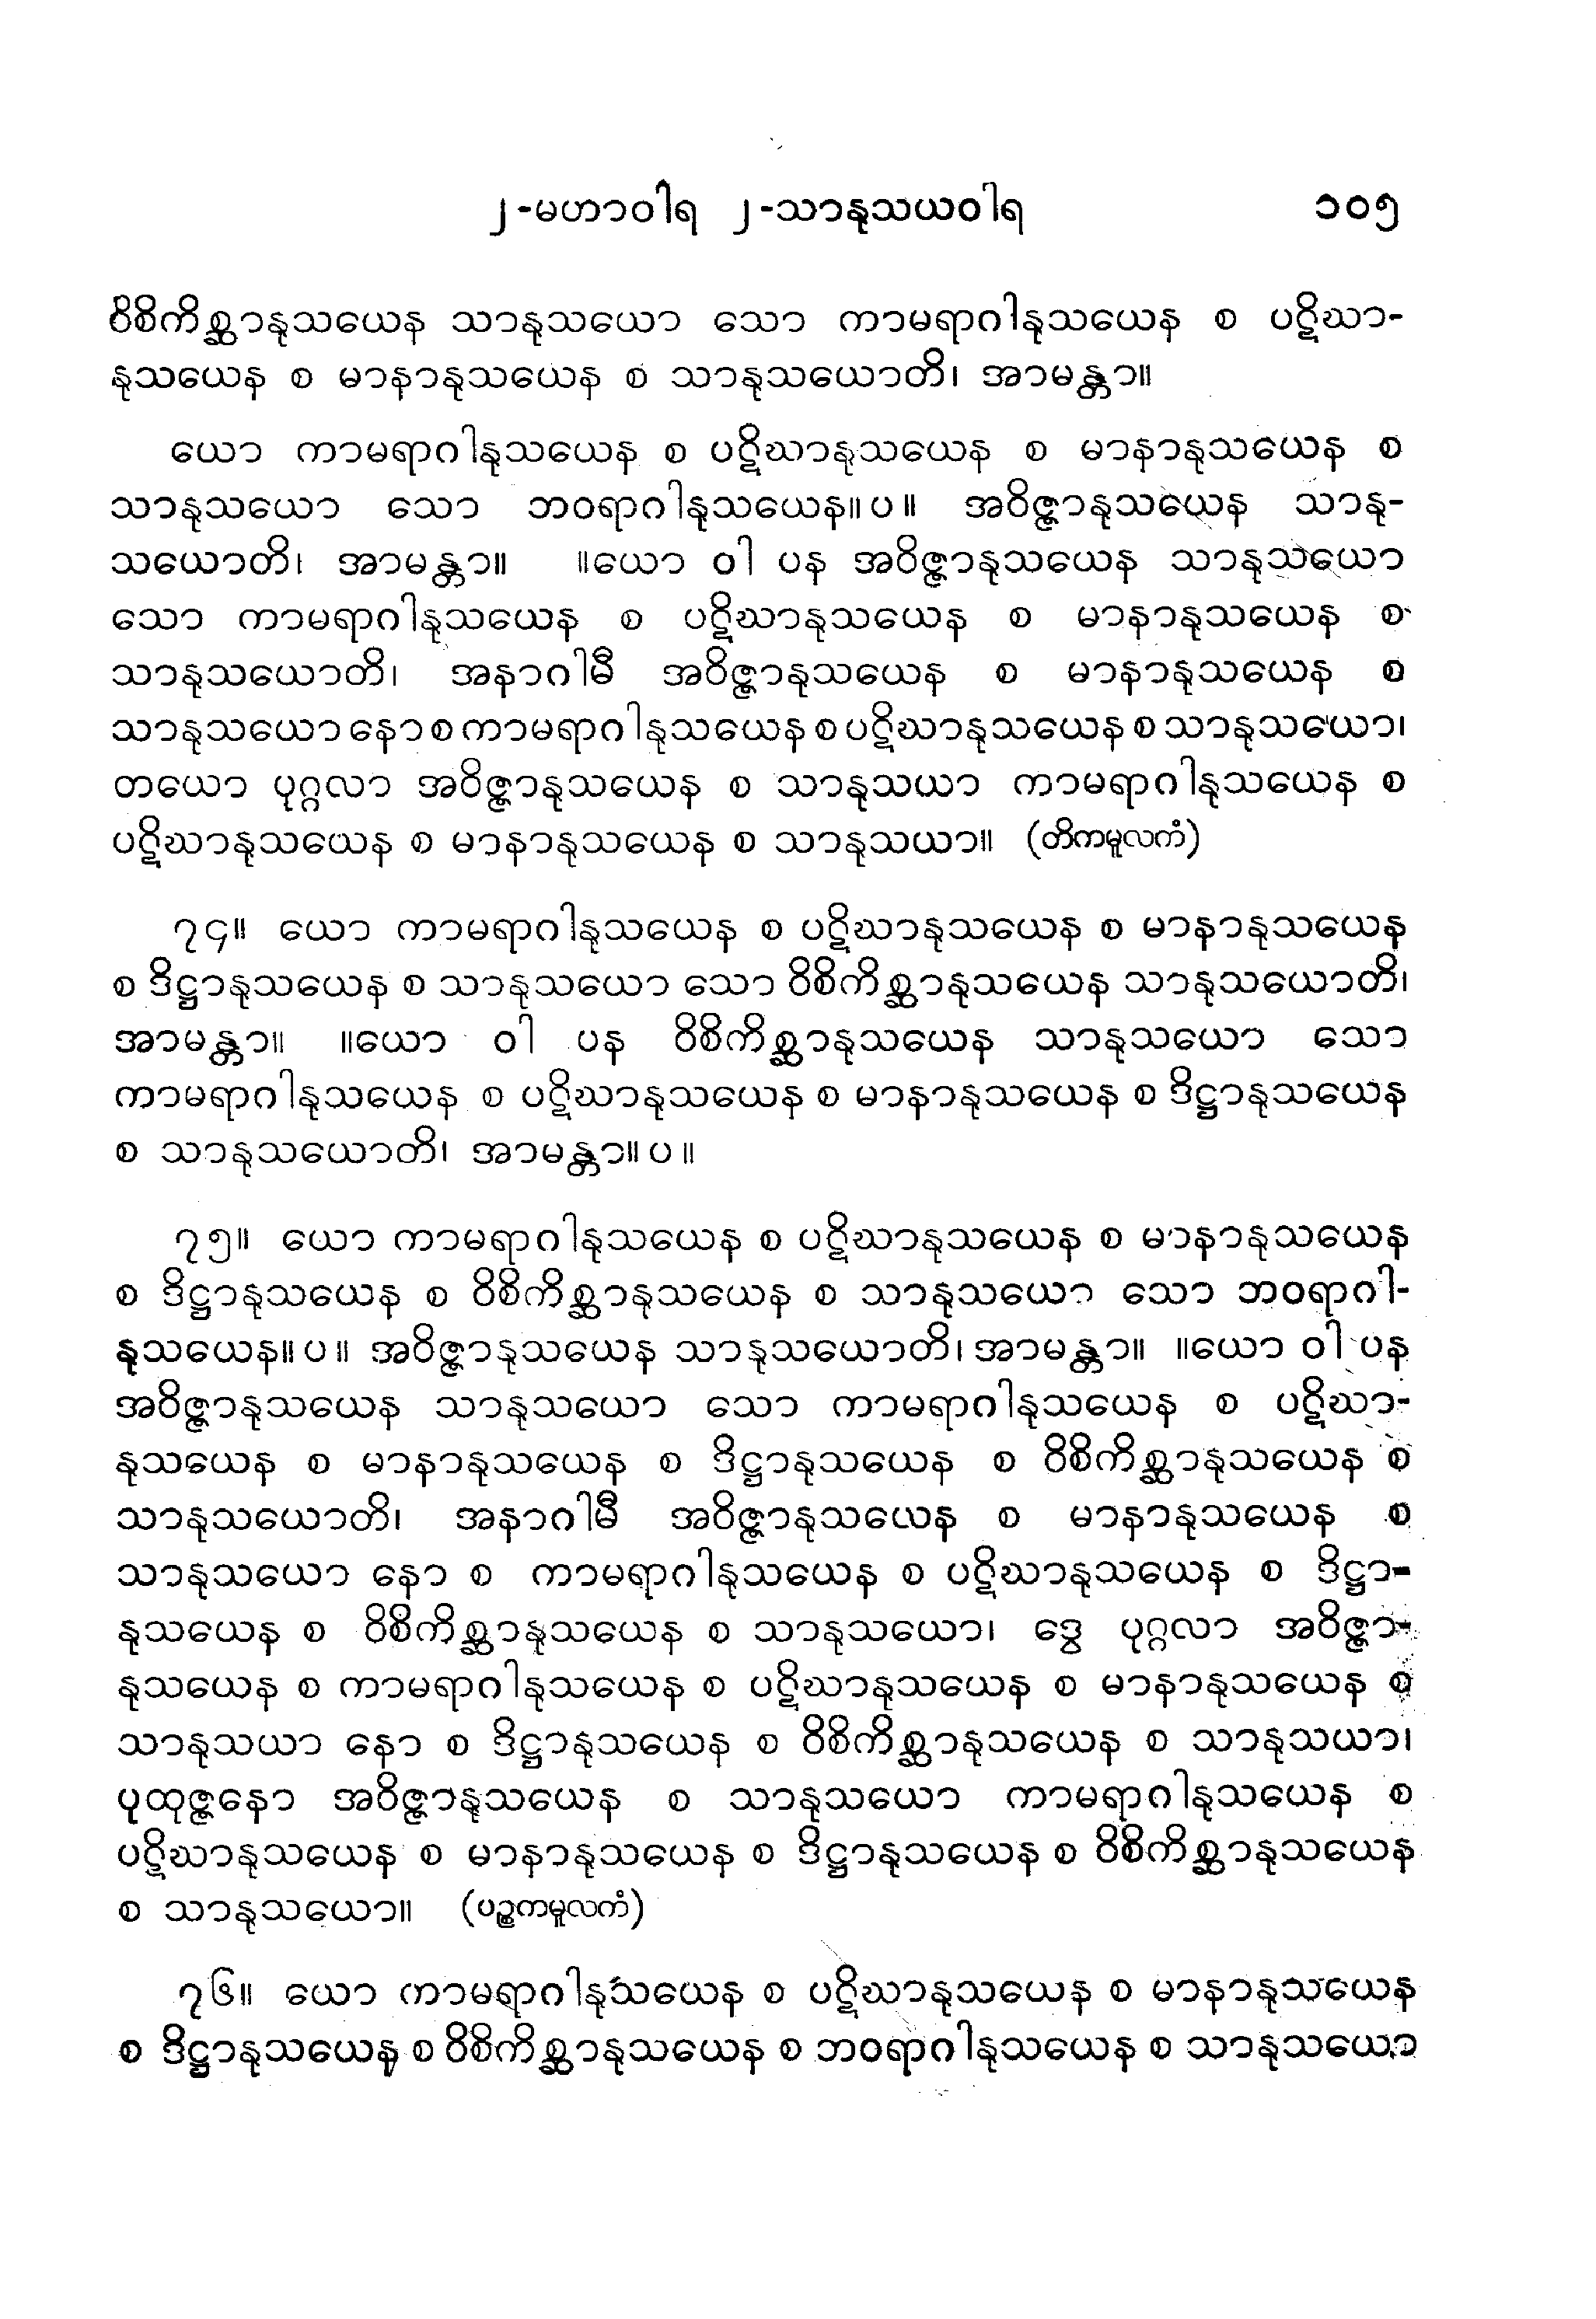 ၂-မဟာဝါရ ၂-သာနုသယဝါရ ၁၀၅
ဝိစိကိစ္ဆာနုသယေန သာနုသယော သော ကာမရာဂါနုသယေန စ ပဋိဃာ-
နုသယေန စ မာနာနုသယေန စ သာနုသယောတိ၊ အာမန္တာ။
ယော ကာမရာဂါနုသယေန စ ပဋိဃာနုသယေန စ မာနာနုသယေန စ
သာနုသယော သော ဘဝရာဂါနုသယေန။ပ။ အဝိဇ္ဇာနုသယေန သာနု-
သယောတိ၊ အာမန္တာ။ ။ယော ဝါ ပန အဝိဇ္ဇာနုသယေန သာနုသယော
သော ကာမရာဂါနုသယေန စ ပဋိဃာနုသယေန စ မာနာနုသယေန စ
သာနုသယောတိ၊ အနာဂါမီ အဝိဇ္ဇာနုသယေန စ မာနာနုသယေန စ
သာနုသယော နော စ ကာမရာဂါနုသယေန စ ပဋိဃာနုသယေန စ သာနုသယော၊
တယော ပုဂ္ဂလာ အဝိဇ္ဇာနုသယေန စ သာနုသယာ ကာမရာဂါနုသယေန စ
ပဋိဃာနုသယေန စ မာနာနုသယေန စ သာနုသယာ။ (တိကမူလကံ)
၇၄။ ယော ကာမရာဂါနုသယေန စ ပဋိဃာနုသယေန စ မာနာနုသယေန
စ ဒိဋ္ဌာနုသယေန စ သာနုသယော သော ဝိစိကိစ္ဆာနုသယေန သာနုသယောတိ၊
အာမန္တာ။ ။ယော ဝါ ပန ဝိစိကိစ္ဆာနုသယေန သာနုသယော သော
ကာမရာဂါနုသယေန စ ပဋိဃာနုသယေန စ မာနာနုသယေန စ ဒိဋ္ဌာနုသယေန
စ သာနုသယောတိ၊ အာမန္တာ။ပ။
၇၅။ ယော ကာမရာဂါနုသယေန စ ပဋိဃာနုသယေန စ မာနာနုသယေန
စ ဒိဋ္ဌာနုသယေန စ ဝိစိကိစ္ဆာနုသယေန စ သာနုသယော သော ဘဝရာဂါ-
နုသယေန။ပ။ အဝိဇ္ဇာနုသယေန သာနုသယောတိ၊ အာမန္တာ။ ။ယော ဝါ ပန
အဝိဇ္ဇာနုသယေန သာနုသယော သော ကာမရာဂါနုသယေန စ ပဋိဃာ-
နုသယေန စ မာနာနုသယေန စ ဒိဋ္ဌာနုသယေန စ ဝိစိကိစ္ဆာနုသယေန စ
သာနုသယောတိ၊ အနာဂါမီ အဝိဇ္ဇာနုသယေန စ မာနာနုသယေန စ
သာနုသယော နော စ ကာမရာဂါနုသယေန စ ပဋိဃာနုသယေန စ ဒိဋ္ဌာ-
နုသယေန စ ဝိစိကိစ္ဆာနုသယေန စ သာနုသယော၊ ဒွေ ပုဂ္ဂလာ အဝိဇ္ဇာ-
နုသယေန စ ကာမရာဂါနုသယေန စ ပဋိဃာနုသယေန စ မာနာနုသယေန စ
သာနုသယာ နော စ ဒိဋ္ဌာနုသယေန စ ဝိစိကိစ္ဆာနုသယေန စ သာနုသယာ၊
ပုထုဇ္ဇနော အဝိဇ္ဇာနုသယေန စ သာနုသယော ကာမရာဂါနုသယေန စ
ပဋိဃာနုသယေန စ မာနာနုသယေန စ ဒိဋ္ဌာနုသယေန စ ဝိစိကိစ္ဆာနုသယေန
စ သာနုသယော။ (ပဉ္စကမူလကံ)
၇၆။ ယော ကာမရာဂါနုသယေန စ ပဋိဃာနုသယေန စ မာနာနုသယေန
စ ဒိဋ္ဌာနုသယေန စ ဝိစိကိစ္ဆာနုသယေန စ ဘဝရာဂါနုသယေန စ သာနုသယော